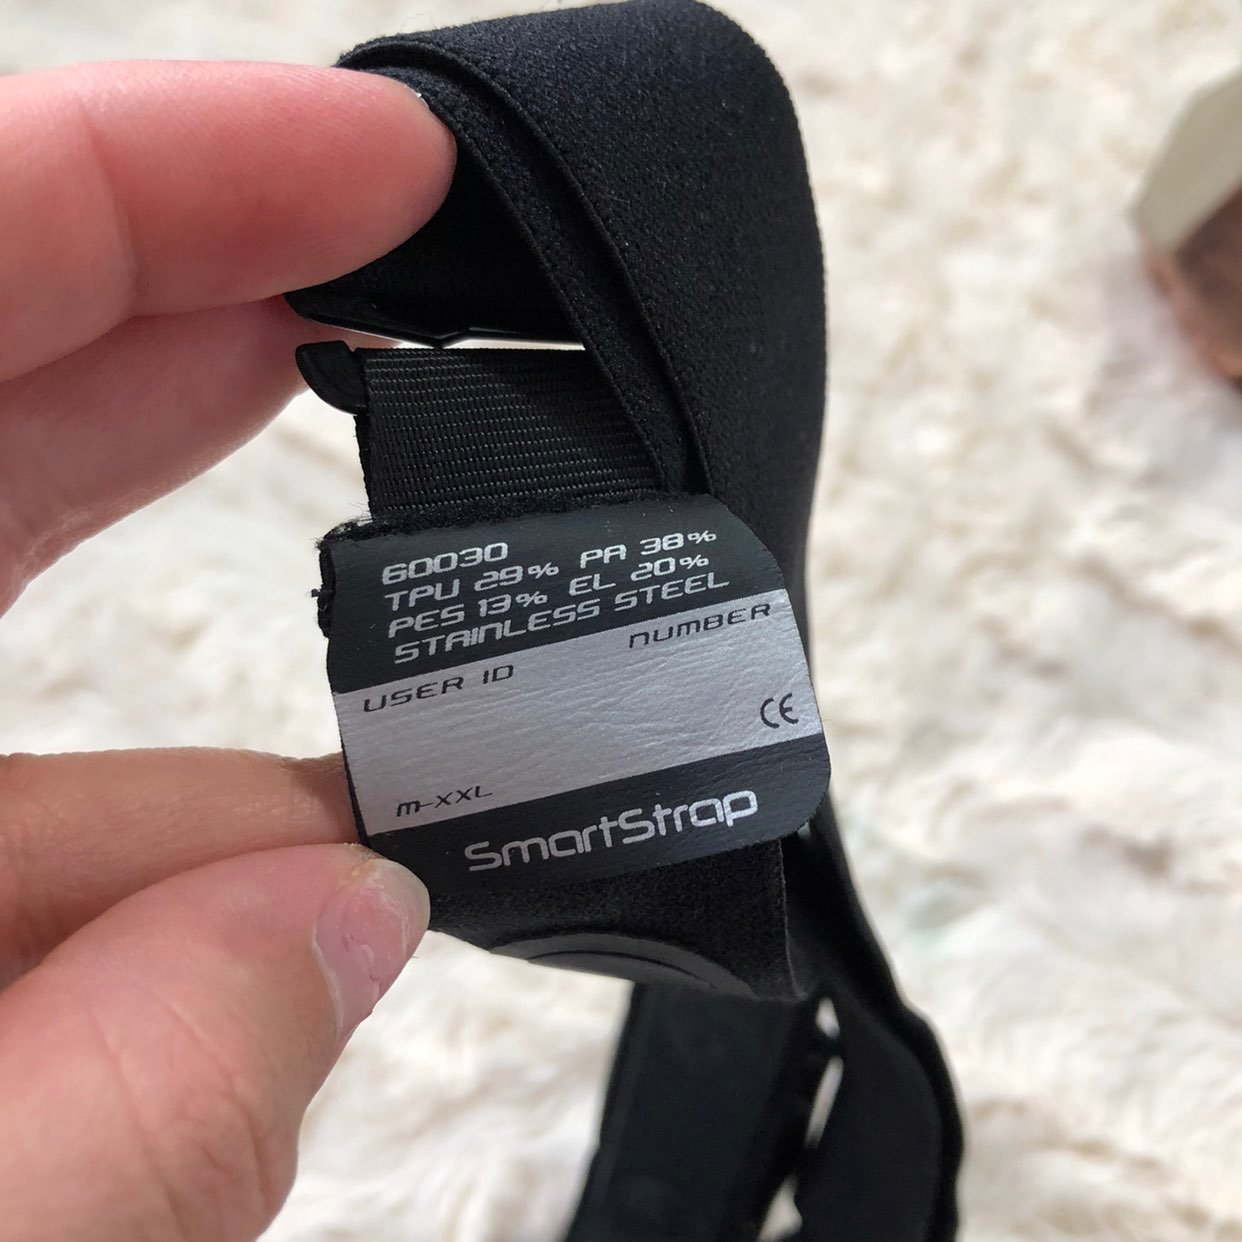 60030
TPU 29% PA 38%
PES 13% EL 20%
STAINLESS STEEL
NUMBER
USER ID
CE
M-XXL
SmartStrap